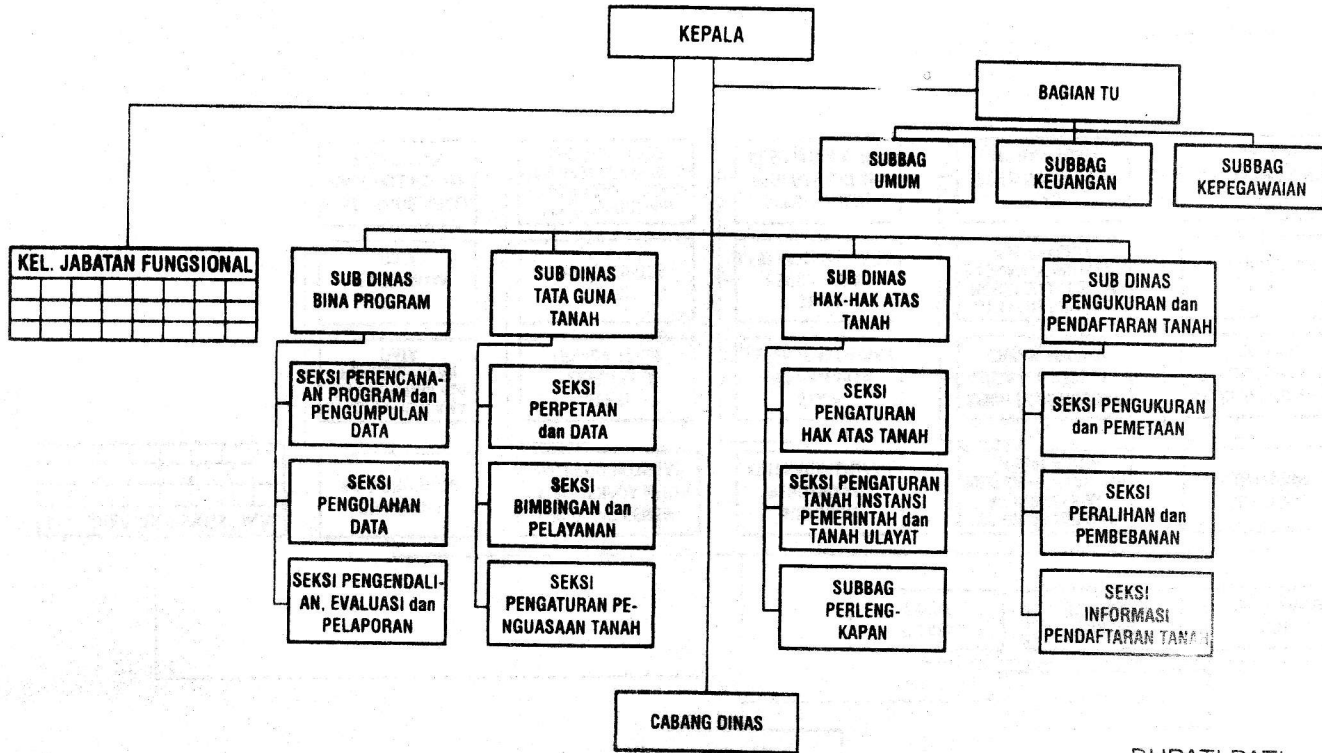 KEPALA
BAGIAN TU
SUBBAG
UMUM
SUBBAG
KEUANGAN
SUBBAG
KEPEGAWAIAN
KEL. JABATAN FUNGSIONAL
SUB DINAS
BINA PROGRAM
SUB DINAS
TATA GUNA
TANAH
SUB DINAS
HAK-HAK ATAS
TANAH
SUB DINAS
PENGUKURAN dan
PENDAFTARAN TANAH
SEKSI PERENCANA-
AN PROGRAM dan
PENGUMPULAN
DATA
SEKSI
PENGOLAHAN
DATA
SEKSI PENGENDALI-
AN, EVALUASI dan
PELAPORAN
SEKSI
PERPETAAN
dan DATA
SEKSI
BIMBINGAN dan
PELAYANAN
SEKSI
PENGATURAN PE-
NGUASAAN TANAH
SEKSI
PENGATURAN
HAK ATAS TANAH
SEKSI PENGATURAN
TANAH INSTANSI
PEMERINTAH dan
TANAH ULAYAT
SUBBAG
PERLENG-
KAPAN
SEKSI PENGUKURAN
dan PEMETAAN
SEKSI
PERALIHAN dan
PEMBEBANAN
SEKSI
INFORMASI
PENDAFTARAN TANAH
CABANG DINAS